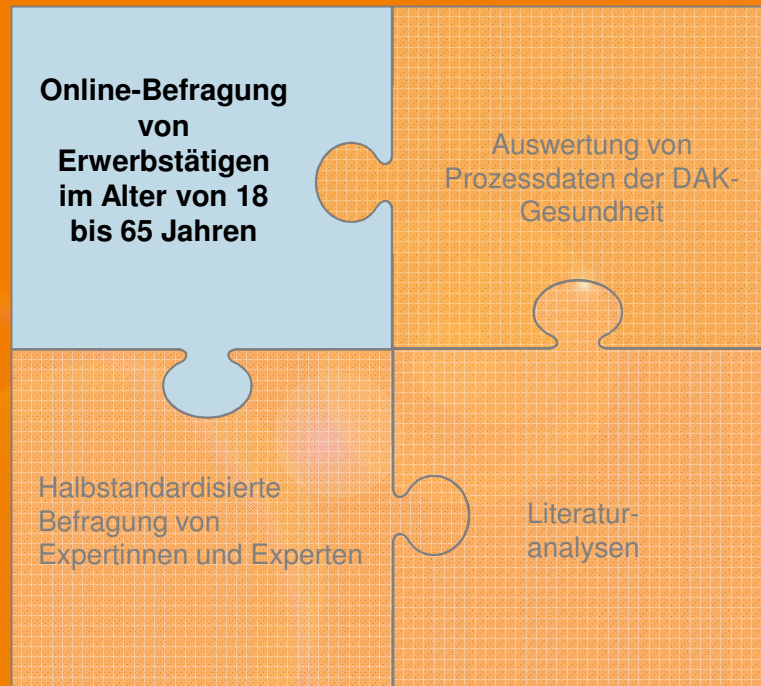 Online-Befragung
von
Erwerbstätigen
im Alter von 18
bis 65 Jahren
Auswertung von
Prozessdaten der DAK-
Gesundheit
Halbstandardisierte
Befragung von
Expertinnen und Experten
Literatur-
analysen